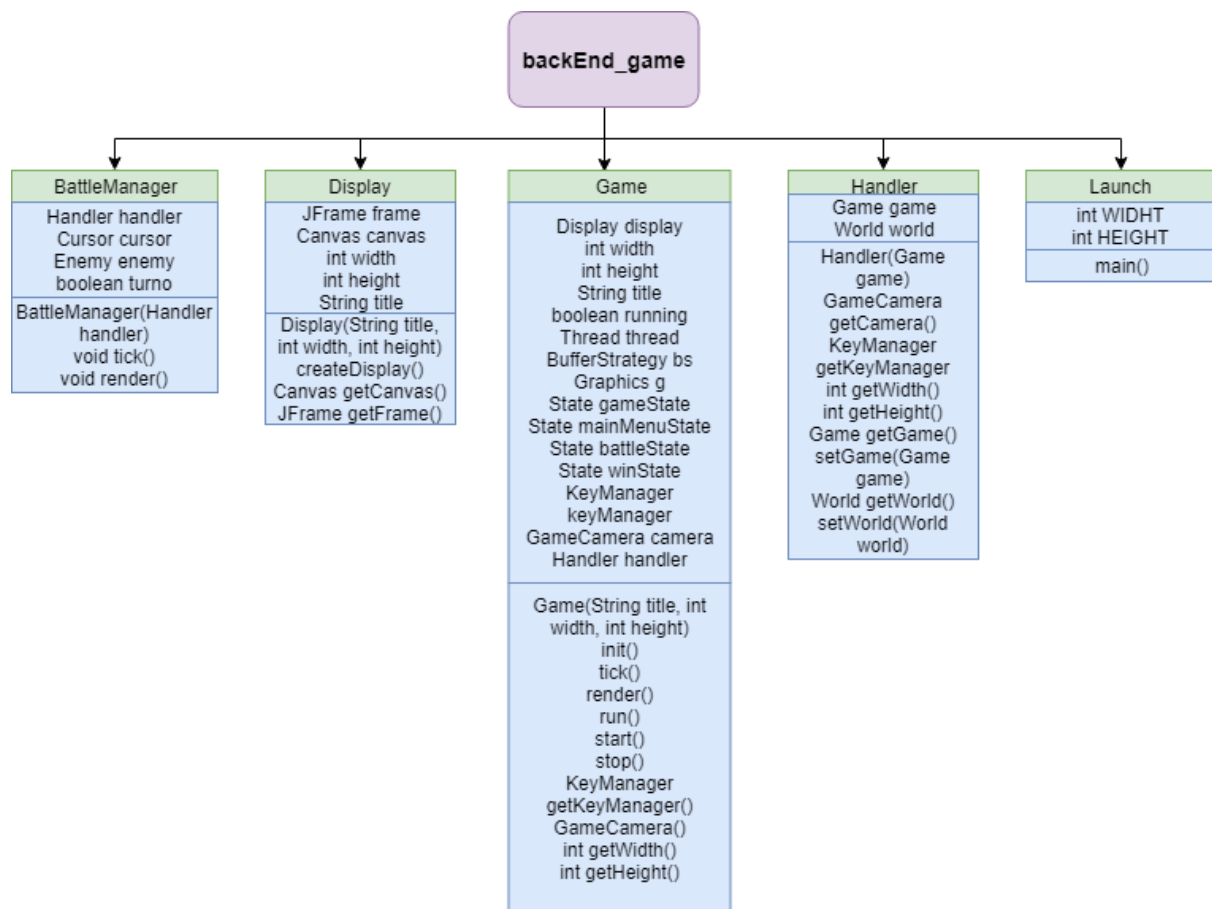 backEnd_game
BattleManager
Handler handler
Cursor cursor
Enemy enemy
boolean turno
BattleManager(Handler
handler)
void tick()
void render()
Display
JFrame frame
Canvas canvas
int width
int height
String title
Display(String title,
int width, int height)
createDisplay()
Canvas getCanvas()
JFrame getFrame()
Game
Display display
int width
int height
String title
boolean running
Thread thread
BufferStrategy bs
Graphics g
State gameState
State mainMenuState
State battleState
State winState
KeyManager
keyManager
GameCamera camera
Handler handler
Game(String title, int
width, int height)
init()
tick()
render()
run()
start()
stop()
KeyManager
getKeyManager()
GameCamera()
int getWidth()
int getHeight()
Handler
Game game
World world
Handler(Game
game)
GameCamera
getCamera()
KeyManager
getKeyManager
int getWidth()
int getHeight()
Game getGame()
setGame(Game
game)
World getWorld()
setWorld(World
world)
Launch
int WIDHT
int HEIGHT
main()